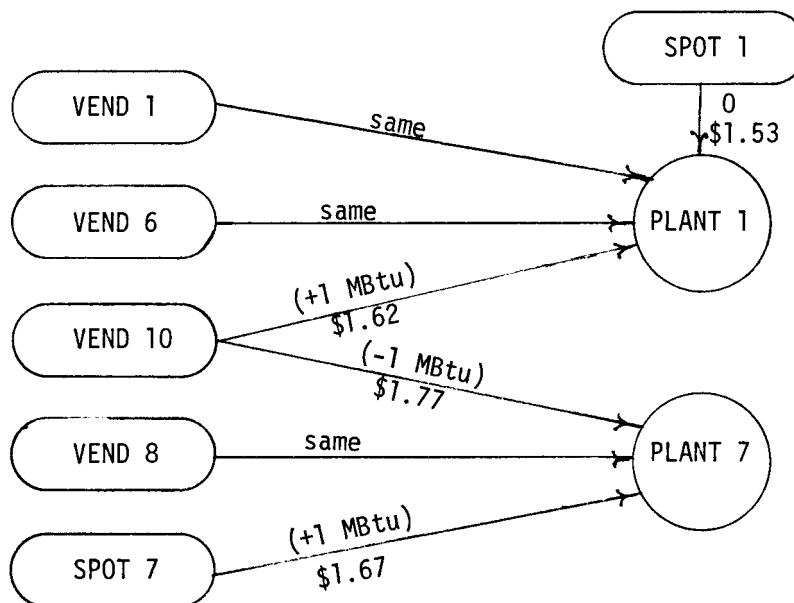 SPOT 1
0
$1.53
VEND 1
same
VEND 6
same
PLANT 1
(+1 MBtu)
$1.62
VEND 10
(-1 MBtu)
$1.77
VEND 8
same
PLANT 7
(+1 MBtu)
$1.67
SPOT 7